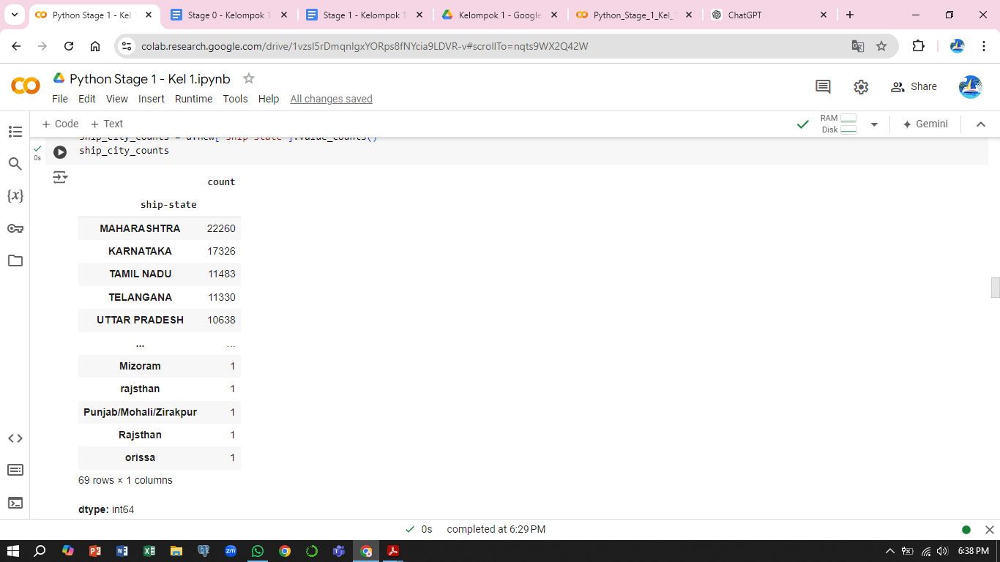 Python Stage 1 - Kel
Stage 0 - Kelompok 1
Stage 1 - Kelompok 1
Kelompok 1 - Google
Python_Stage_1_Kel_
ChatGPT
colab.research.google.com/drive/1vzsI5rDmqnIgxYORps8fNYcia9LDVR-v#scrollTo=nqts9WX2Q42W
CO
Python Stage 1 - Kel 1.ipynb
File Edit View Insert Runtime Tools Help All changes saved
Share
+ Code + Text
RAM
Disk
Gemini
ship_city_counts = dfnew["ship-state"].value_counts()
0s
ship_city_counts
count
ship-state
MAHARASHTRA 22260
KARNATAKA 17326
TAMIL NADU 11483
TELANGANA 11330
UTTAR PRADESH 10638
... ...
Mizoram 1
rajsthan 1
Punjab/Mohali/Zirakpur 1
Rajsthan 1
orissa 1
69 rows × 1 columns
dtype: int64
0s completed at 6:29 PM
zm
6:38 PM